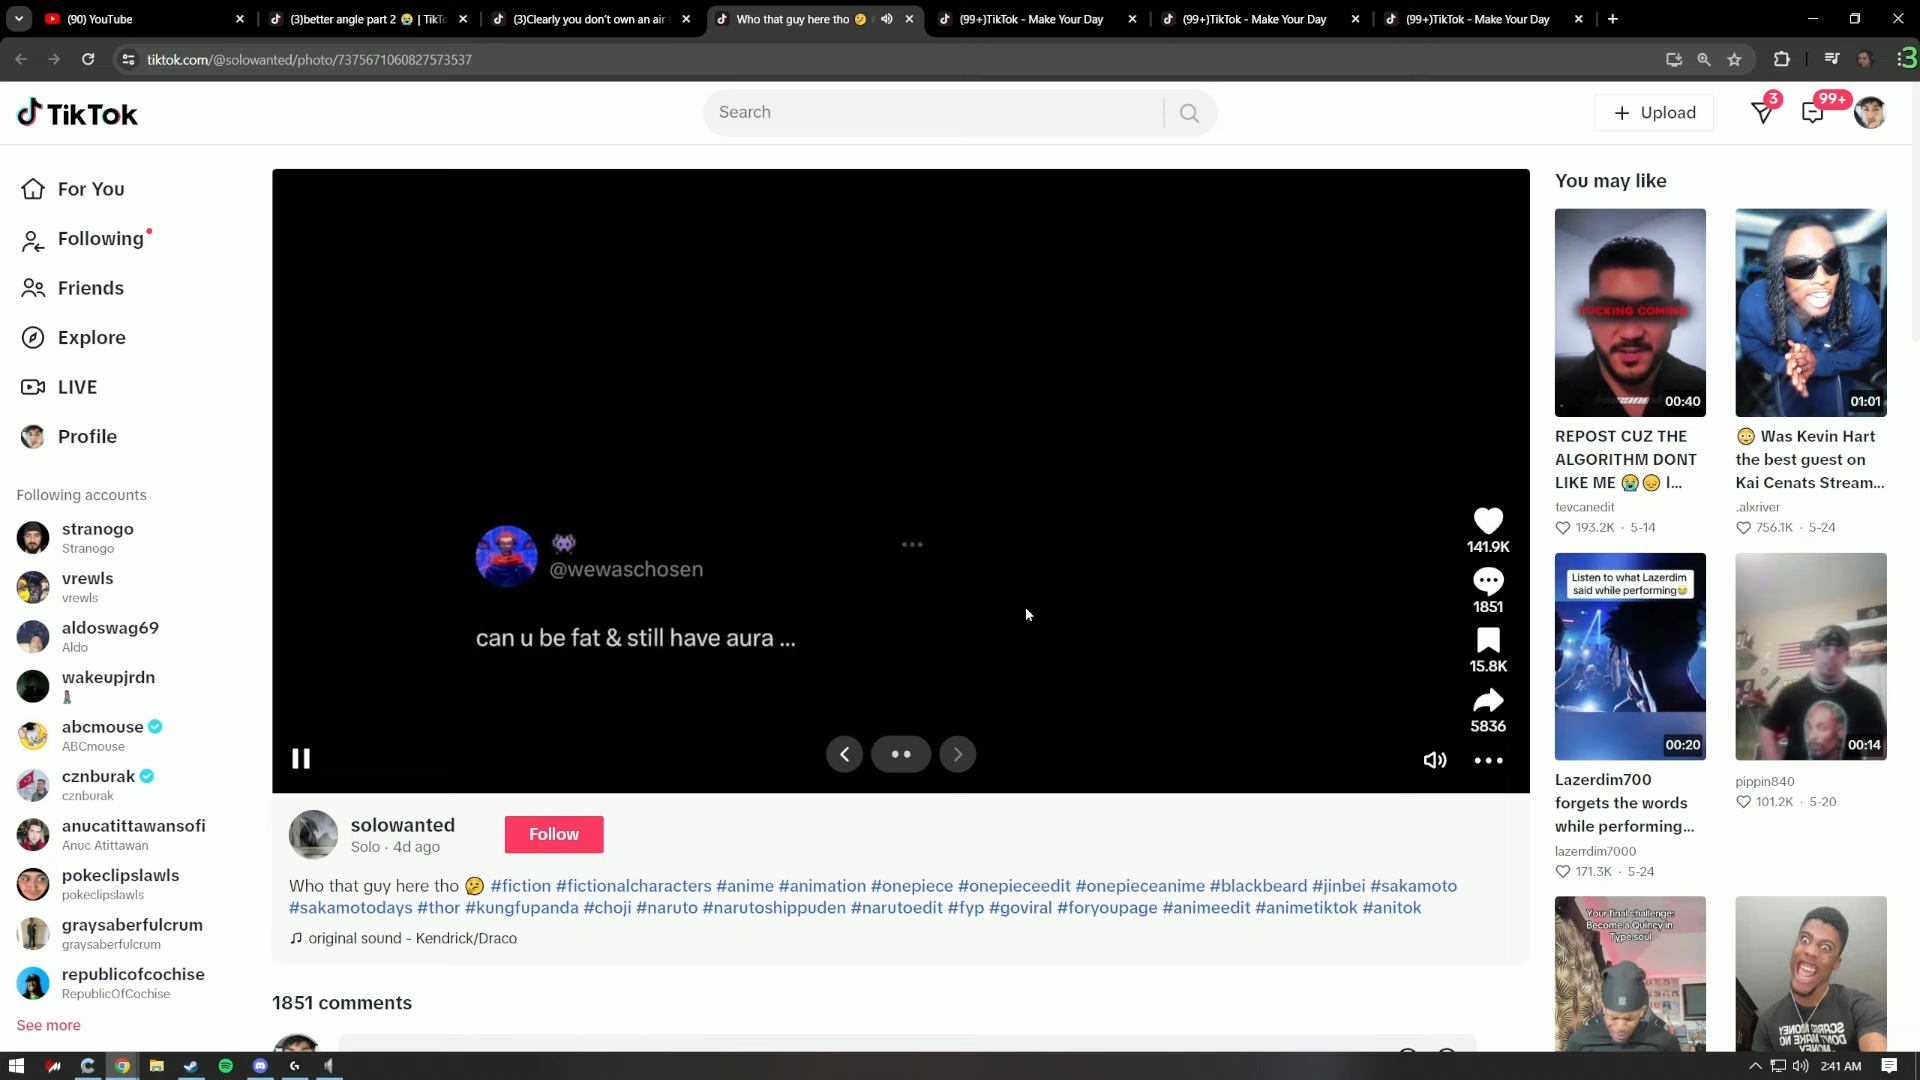 (90) YouTube
(3)better angle part 2 😭 | TikTo
(3)Clearly you don't own an air
Who that guy here tho 🤔
(99+)TikTok - Make Your Day
(99+)TikTok - Make Your Day
(99+)TikTok - Make Your Day
tiktok.com/@solowanted/photo/7375671060827573537
3
TikTok
Search
Upload
3
99+
For You
Following
Friends
Explore
LIVE
Profile
Following accounts
stranogo
Stranogo
vrewls
vrewls
aldoswag69
Aldo
wakeupjrdn
abcmouse
ABCmouse
cznburak
cznburak
anucatittawansofi
Anuc Atittawan
pokeclipslawls
pokeclipslawls
graysaberfulcrum
graysaberfulcrum
republicofcochise
RepublicOfCochise
See more
👾
@wewaschosen
can u be fat & still have aura ...
141.9K
1851
15.8K
5836
solowanted
Solo · 4d ago
Follow
Who that guy here tho 🤔 #fiction #fictionalcharacters #anime #animation #onepiece #onepieceedit #onepieceanime #blackbeard #jinbei #sakamoto
#sakamotodays #thor #kungfupanda #choji #naruto #narutoshippuden #narutoedit #fyp #goviral #foryoupage #animeedit #animetiktok #anitok
♫ original sound - Kendrick/Draco
1851 comments
You may like
FUCKING COMING
00:40
REPOST CUZ THE
ALGORITHM DONT
LIKE ME 😭😞 I...
tevcanedit
193.2K · 5-14
01:01
😳 Was Kevin Hart
the best guest on
Kai Cenats Stream...
.alxriver
756.1K · 5-24
Listen to what Lazerdim
said while performing😭
00:20
Lazerdim700
forgets the words
while performing...
lazerrdim7000
171.3K · 5-24
00:14
pippin840
101.2K · 5-20
Your final challenge:
Become a Quincy in
Type soul
2:41 AM